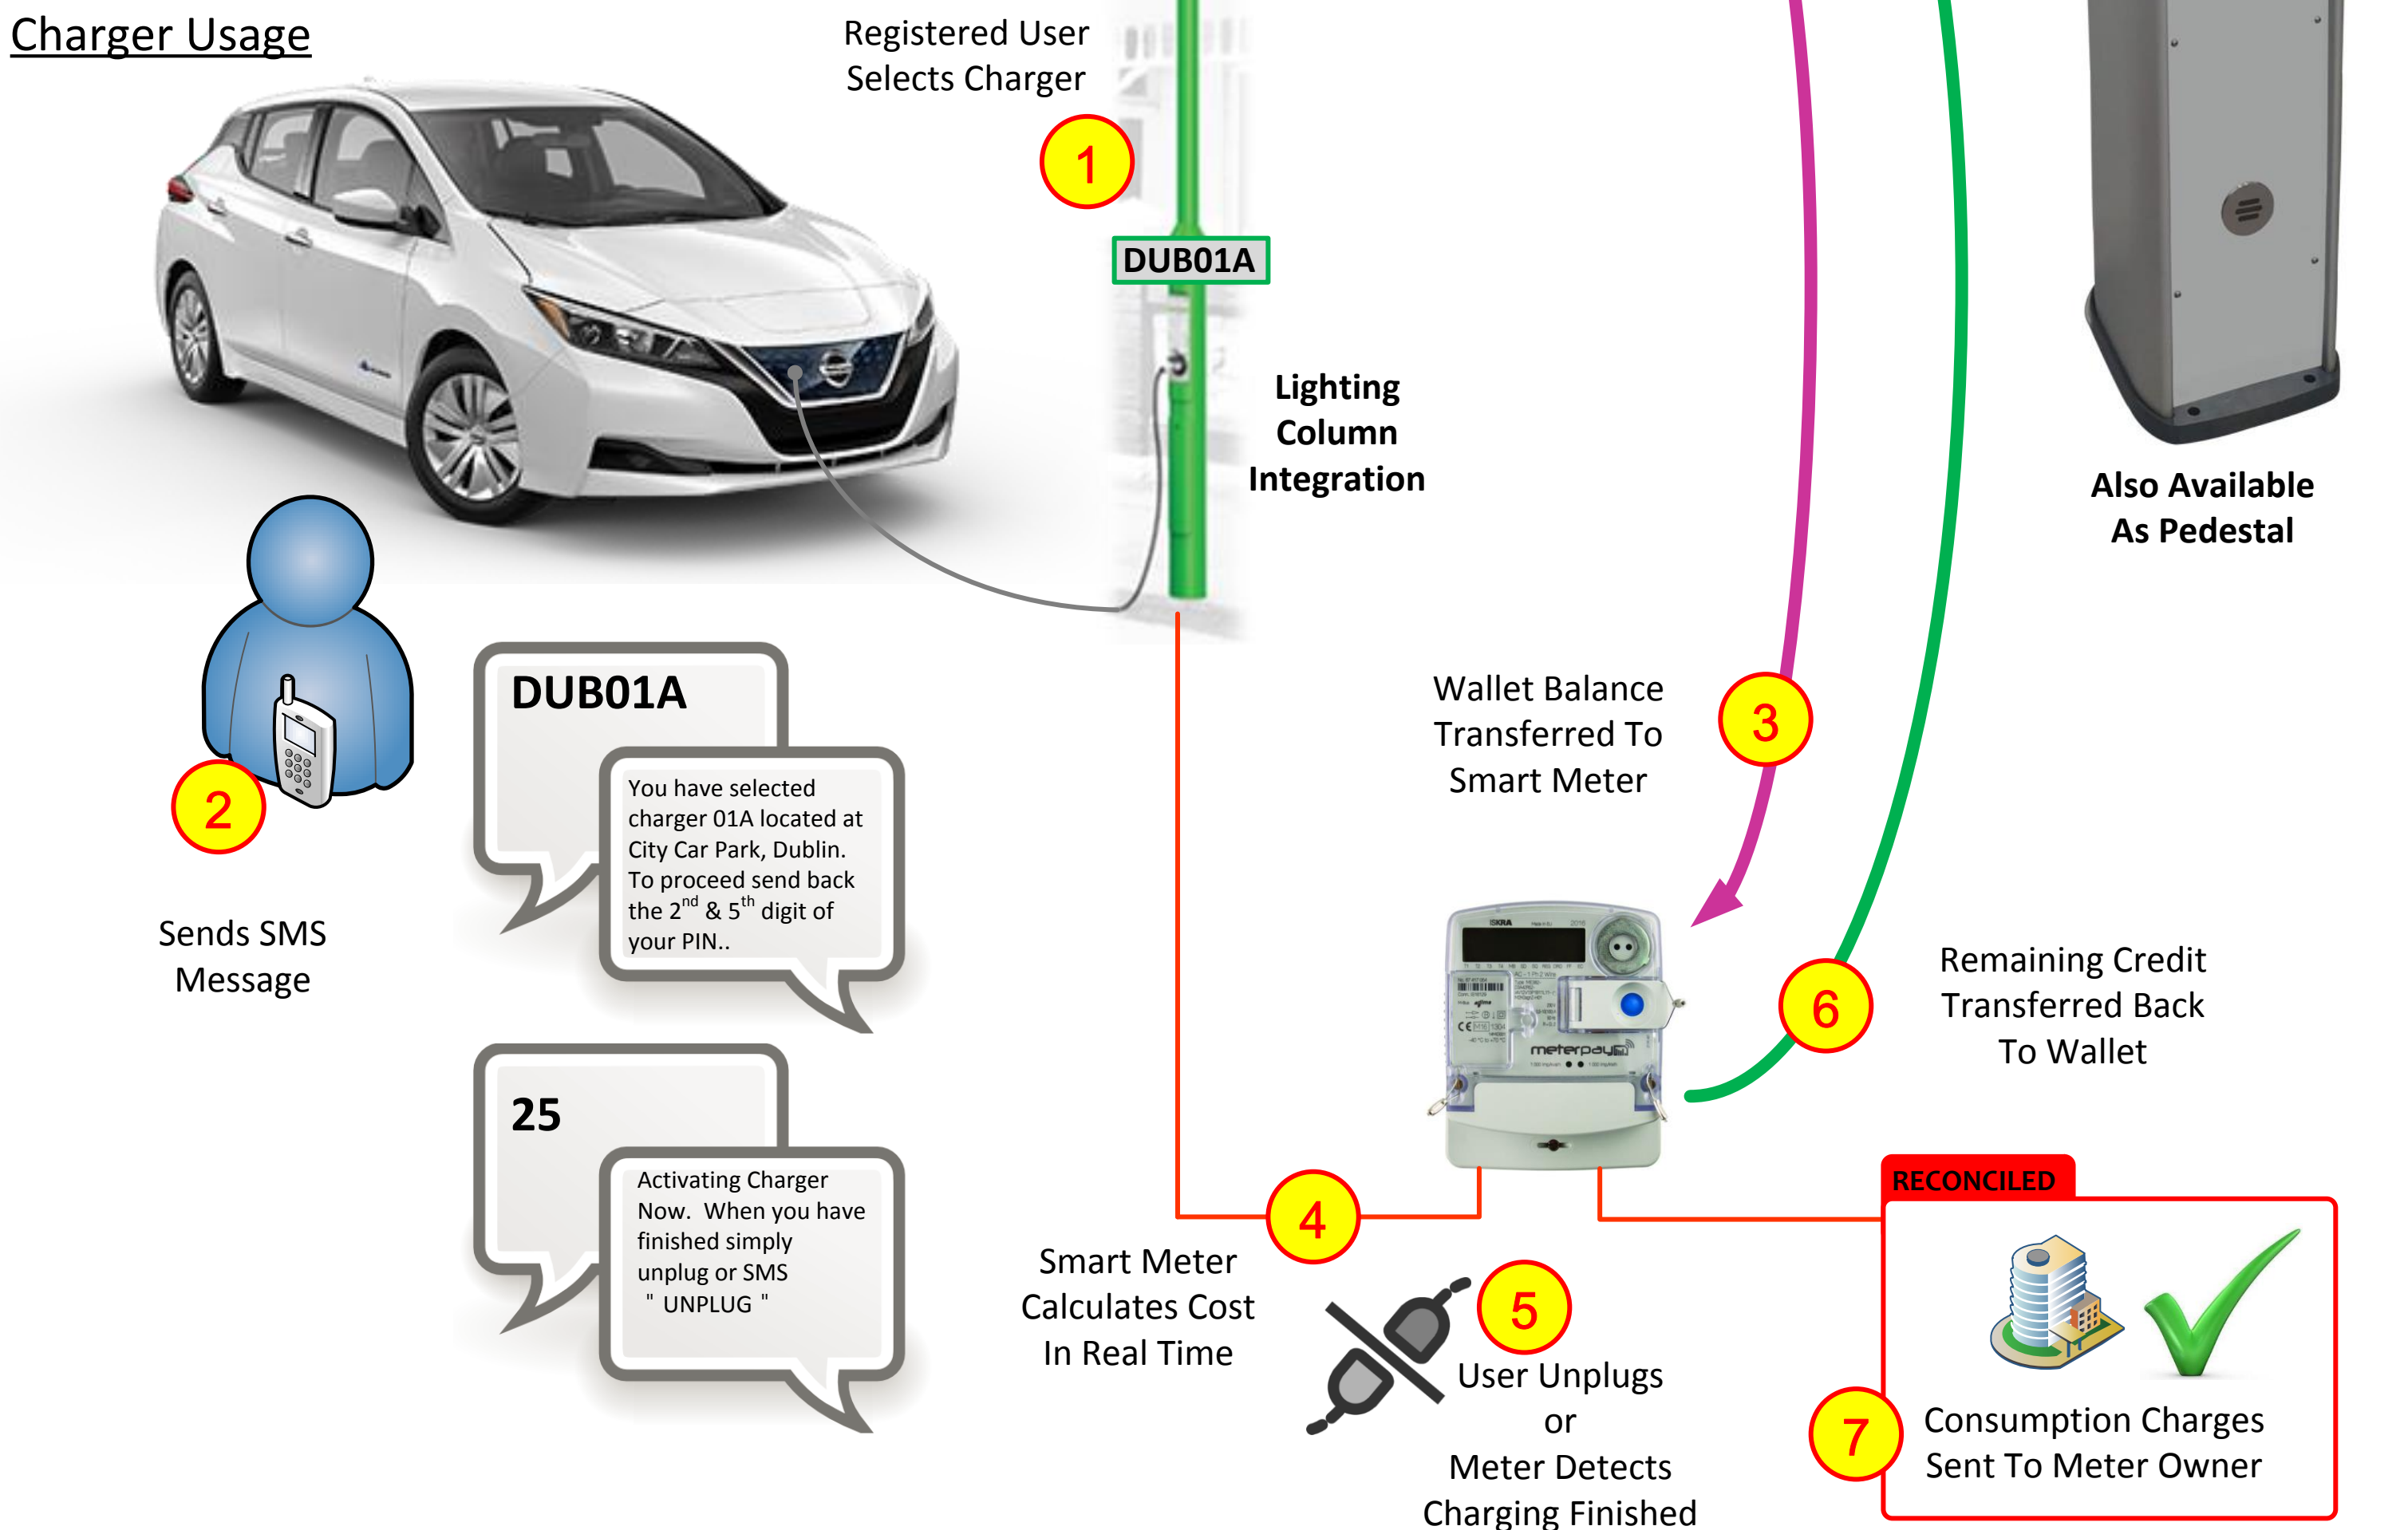 Charger Usage
Registered User
Selects Charger
1
DUB01A
Lighting
Column
Integration
Also Available
As Pedestal
2
Sends SMS
Message
DUB01A
You have selected
charger 01A located at
City Car Park, Dublin.
To proceed send back
the 2nd & 5th digit of
your PIN..
25
Activating Charger
Now. When you have
finished simply
unplug or SMS
" UNPLUG "
Wallet Balance
Transferred To
Smart Meter
3
ISKRA
2016
meterpay
4
Smart Meter
Calculates Cost
In Real Time
5
User Unplugs
or
Meter Detects
Charging Finished
6
Remaining Credit
Transferred Back
To Wallet
RECONCILED
7
Consumption Charges
Sent To Meter Owner